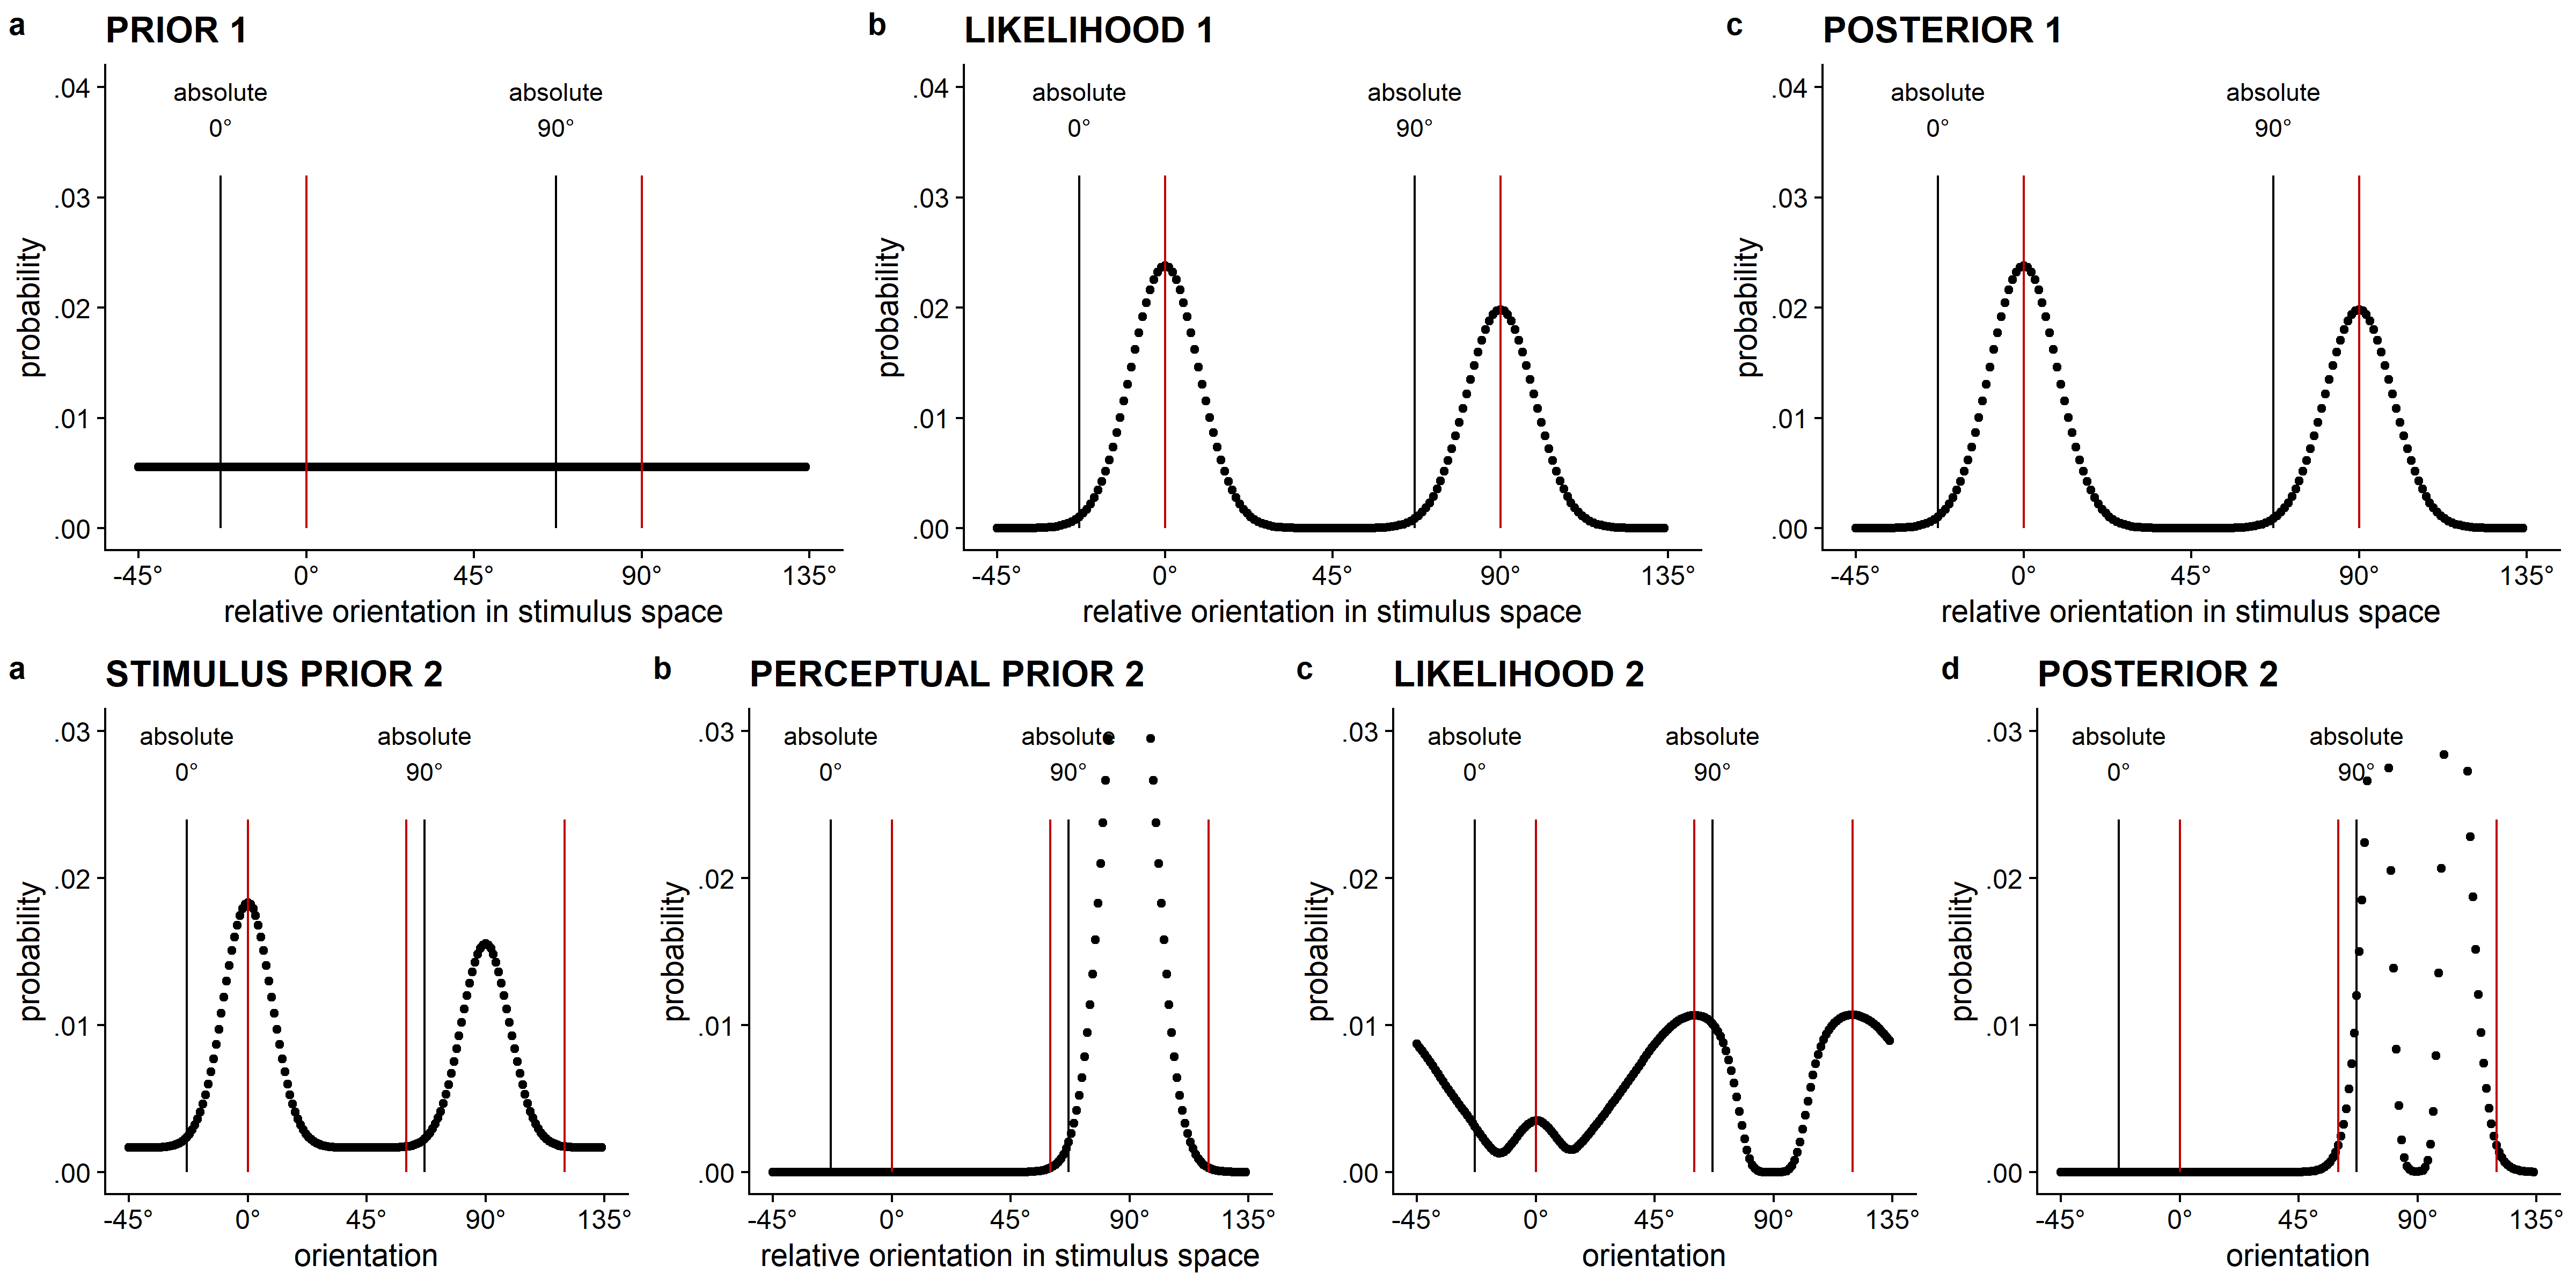 a PRIOR 1
.04
.03
.02
.01
.00
absolute absolute
0° 90°
probability
-45° 0° 45° 90° 135°
relative orientation in stimulus space
b LIKELIHOOD 1
.04
.03
.02
.01
.00
absolute absolute
0° 90°
probability
-45° 0° 45° 90° 135°
relative orientation in stimulus space
c POSTERIOR 1
.04
.03
.02
.01
.00
absolute absolute
0° 90°
probability
-45° 0° 45° 90° 135°
relative orientation in stimulus space
a STIMULUS PRIOR 2
.03
.02
.01
.00
absolute absolute
0° 90°
probability
-45° 0° 45° 90° 135°
orientation
b PERCEPTUAL PRIOR 2
.03
.02
.01
.00
absolute absolute
0° 90°
probability
-45° 0° 45° 90° 135°
relative orientation in stimulus space
c LIKELIHOOD 2
.03
.02
.01
.00
absolute absolute
0° 90°
probability
-45° 0° 45° 90° 135°
orientation
d POSTERIOR 2
.03
.02
.01
.00
absolute absolute
0° 90°
probability
-45° 0° 45° 90° 135°
orientation